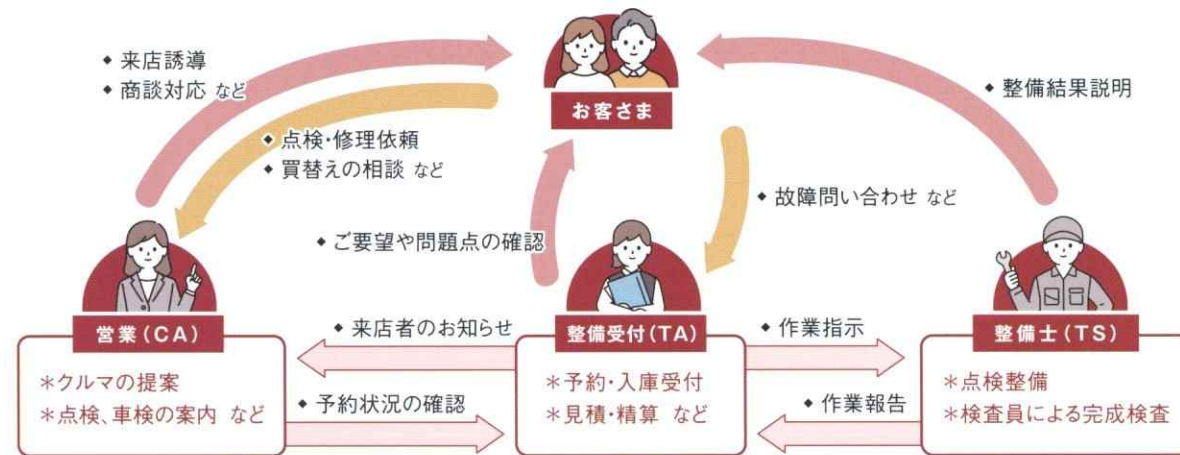 ◆ 来店誘導
◆ 商談対応 など
お客さま
◆ 整備結果説明
◆ 点検・修理依頼
◆ 買替えの相談 など
◆ 故障問い合わせ など
◆ ご要望や問題点の確認
営業（CA）
◆ 来店者のお知らせ
整備受付（TA）
◆ 作業指示
整備士（TS）
＊クルマの提案
＊点検、車検の案内 など
◆ 予約状況の確認
＊予約・入庫受付
＊見積・精算 など
◆ 作業報告
＊点検整備
＊検査員による完成検査